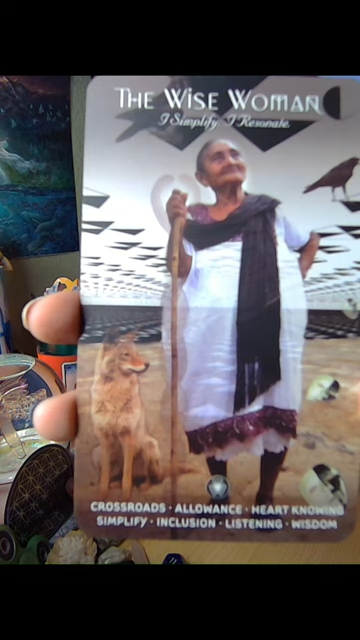 THE WISE WOMAN
I Simplify I Resonate.
CROSSROADS · ALLOWANCE · HEART KNOWING
SIMPLIFY · INCLUSION · LISTENING · WISDOM